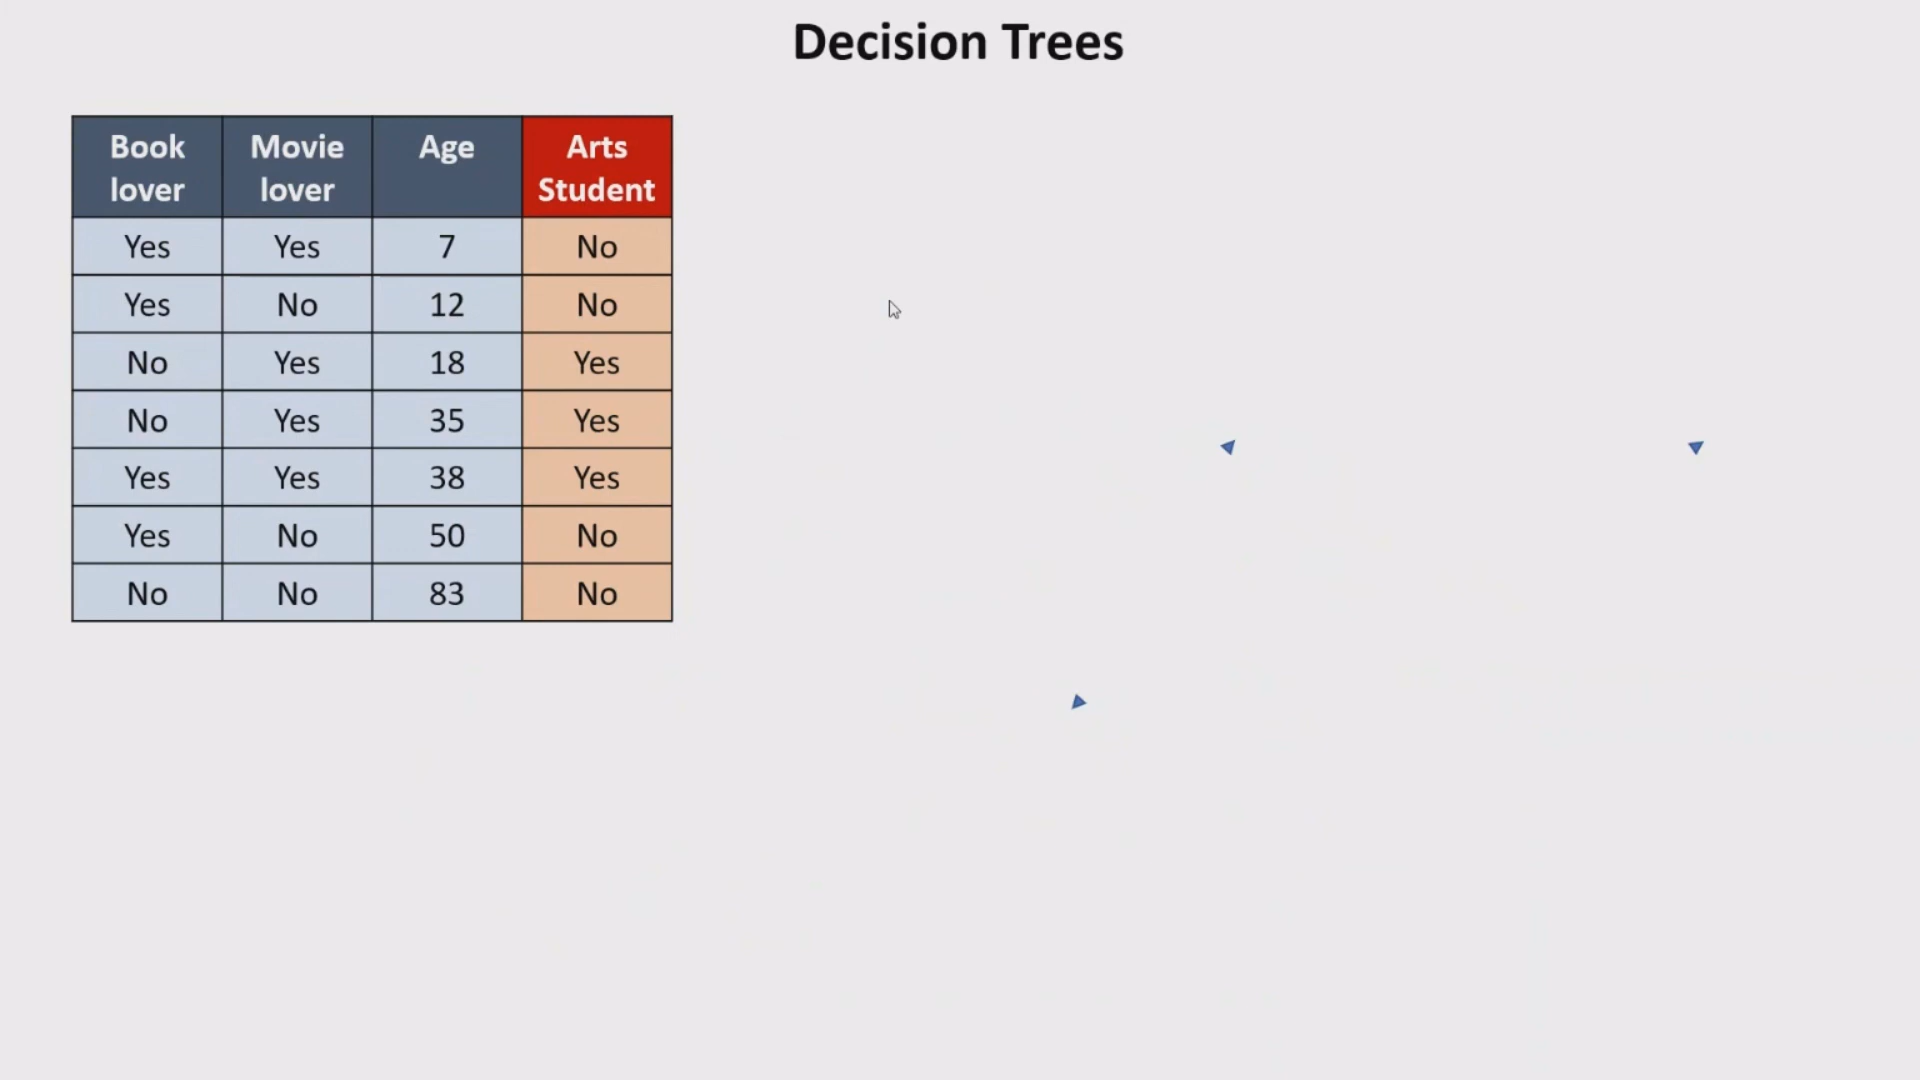 Decision Trees
Book lover Movie lover Age Arts Student
Yes Yes 7 No
Yes No 12 No
No Yes 18 Yes
No Yes 35 Yes
Yes Yes 38 Yes
Yes No 50 No
No No 83 No